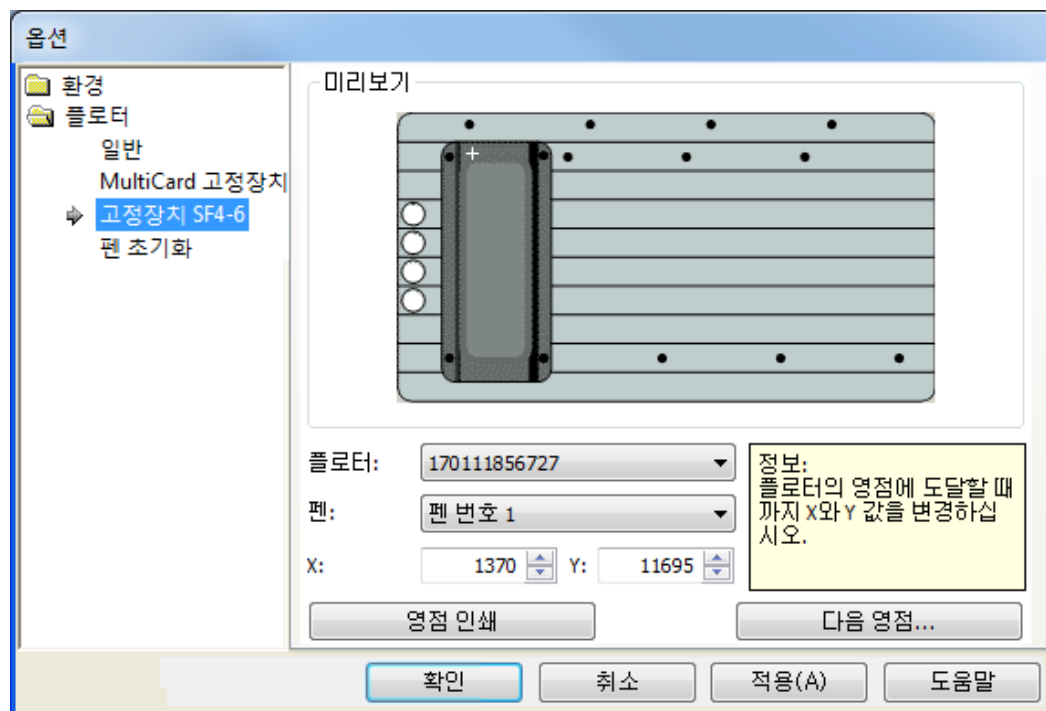 옵션
환경
플로터
일반
MultiCard 고정장치
고정장치 SF4-6
펜 초기화
미리보기
플로터: 170111856727
펜: 펜 번호 1
X: 1370 Y: 11695
정보:
플로터의 영점에 도달할 때
까지 X와 Y 값을 변경하십
시오.
영점 인쇄 다음 영점...
확인 취소 적용(A) 도움말